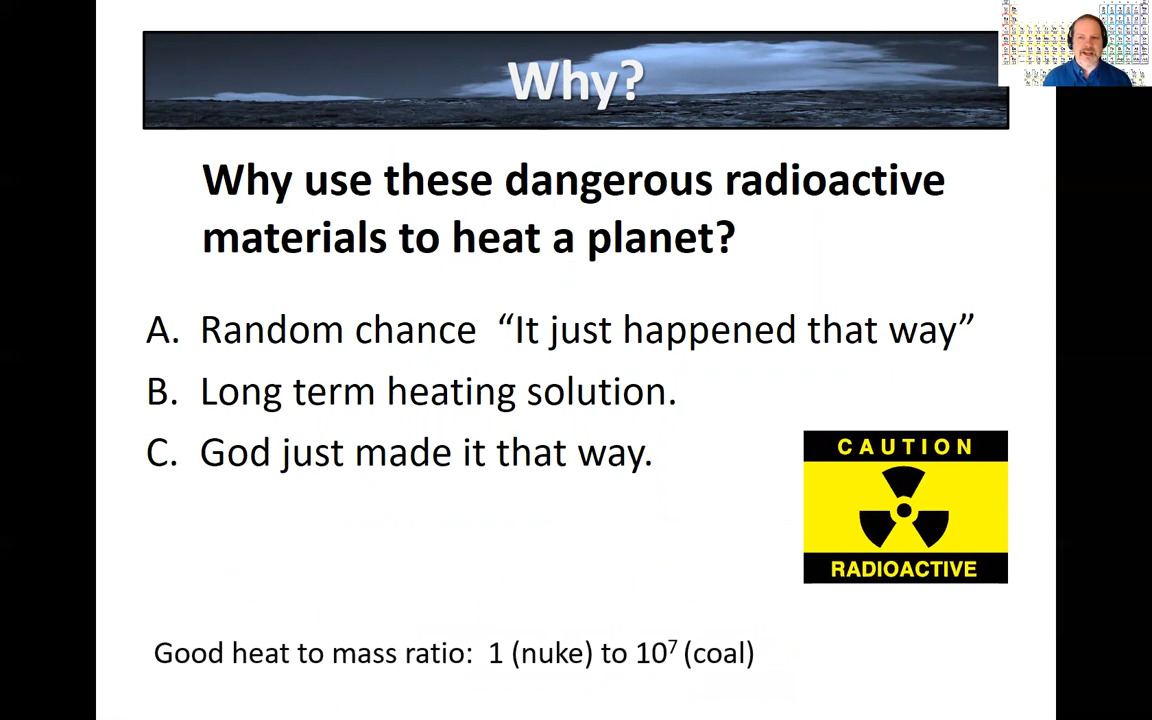 Why?
Why use these dangerous radioactive
materials to heat a planet?
A. Random chance “It just happened that way”
B. Long term heating solution.
C. God just made it that way.
CAUTION
RADIOACTIVE
Good heat to mass ratio: 1 (nuke) to 10⁷ (coal)